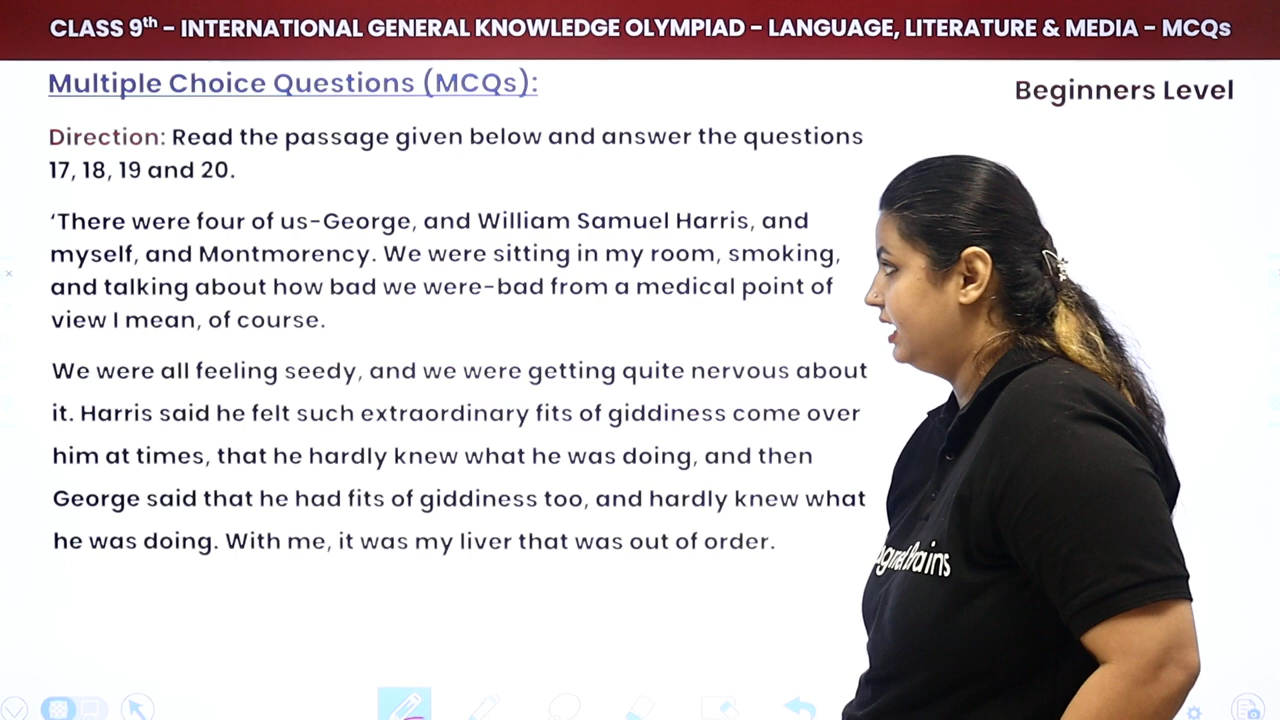 CLASS 9th - INTERNATIONAL GENERAL KNOWLEDGE OLYMPIAD - LANGUAGE, LITERATURE & MEDIA - MCQs
Multiple Choice Questions (MCQs):
Beginners Level
Direction: Read the passage given below and answer the questions
17, 18, 19 and 20.
‘There were four of us-George, and William Samuel Harris, and
myself, and Montmorency. We were sitting in my room, smoking,
and talking about how bad we were-bad from a medical point of
view I mean, of course.
We were all feeling seedy, and we were getting quite nervous about
it. Harris said he felt such extraordinary fits of giddiness come over
him at times, that he hardly knew what he was doing, and then
George said that he had fits of giddiness too, and hardly knew what
he was doing. With me, it was my liver that was out of order.